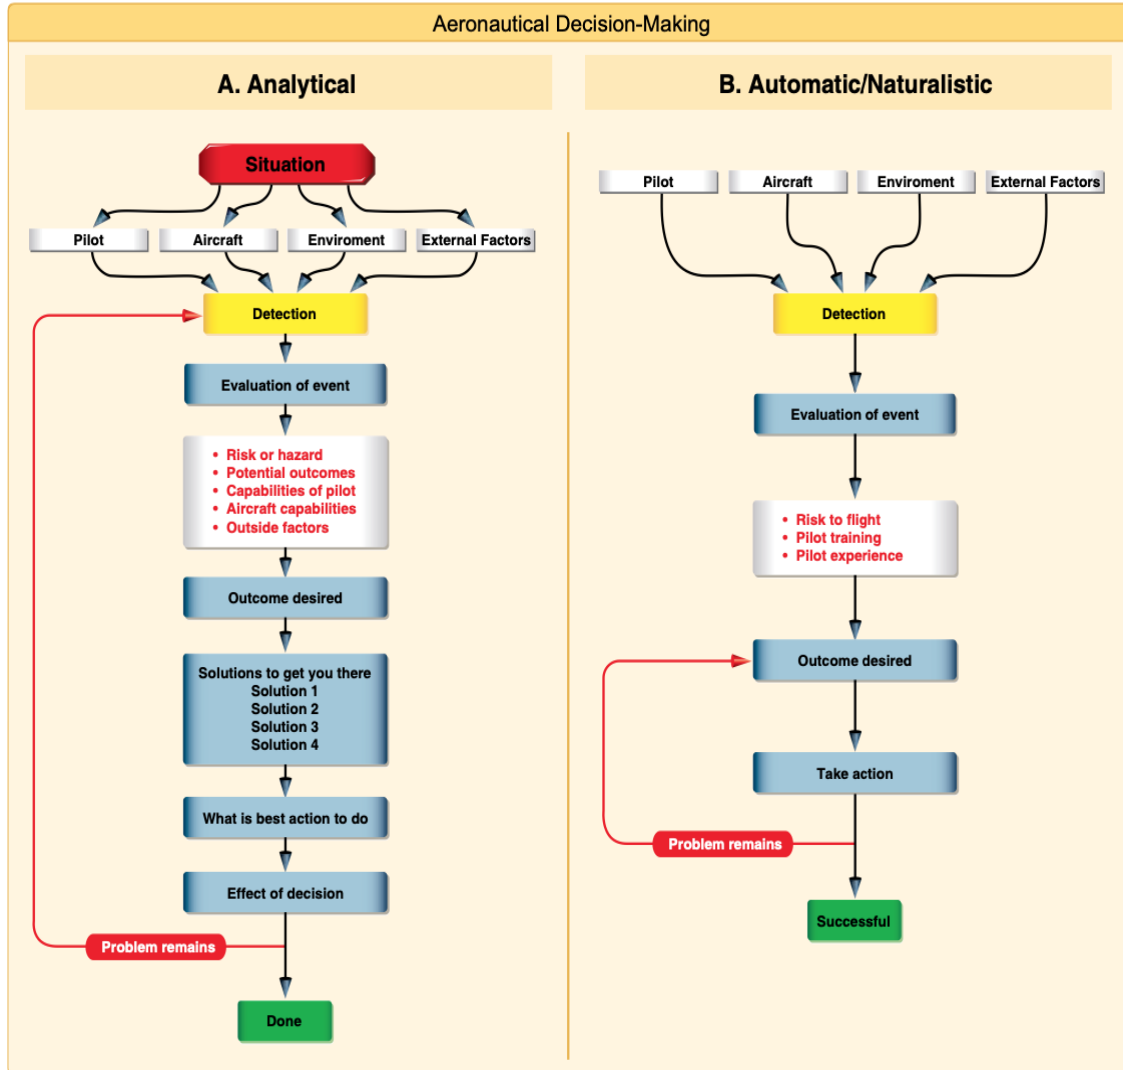 Aeronautical Decision-Making
A. Analytical
Situation
Pilot
Aircraft
Enviroment
External Factors
Detection
Evaluation of event
• Risk or hazard
• Potential outcomes
• Capabilities of pilot
• Aircraft capabilities
• Outside factors
Outcome desired
Solutions to get you there
Solution 1
Solution 2
Solution 3
Solution 4
What is best action to do
Effect of decision
Problem remains
Done
B. Automatic/Naturalistic
Pilot
Aircraft
Enviroment
External Factors
Detection
Evaluation of event
• Risk to flight
• Pilot training
• Pilot experience
Outcome desired
Take action
Problem remains
Successful